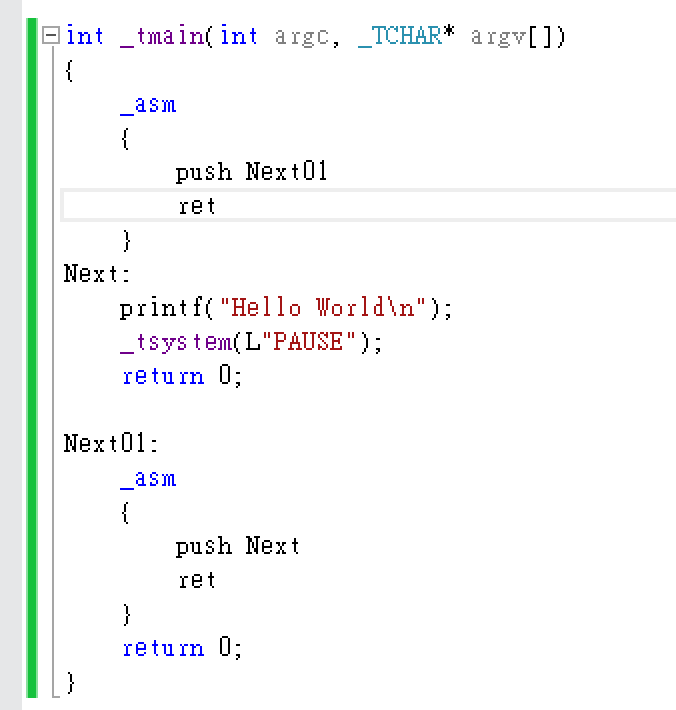 int _tmain(int argc, _TCHAR* argv[])
{
_asm
{
push Next01
ret
}
Next:
printf("Hello World\n");
_tsystem(L"PAUSE");
return 0;
Next01:
_asm
{
push Next
ret
}
return 0;
}